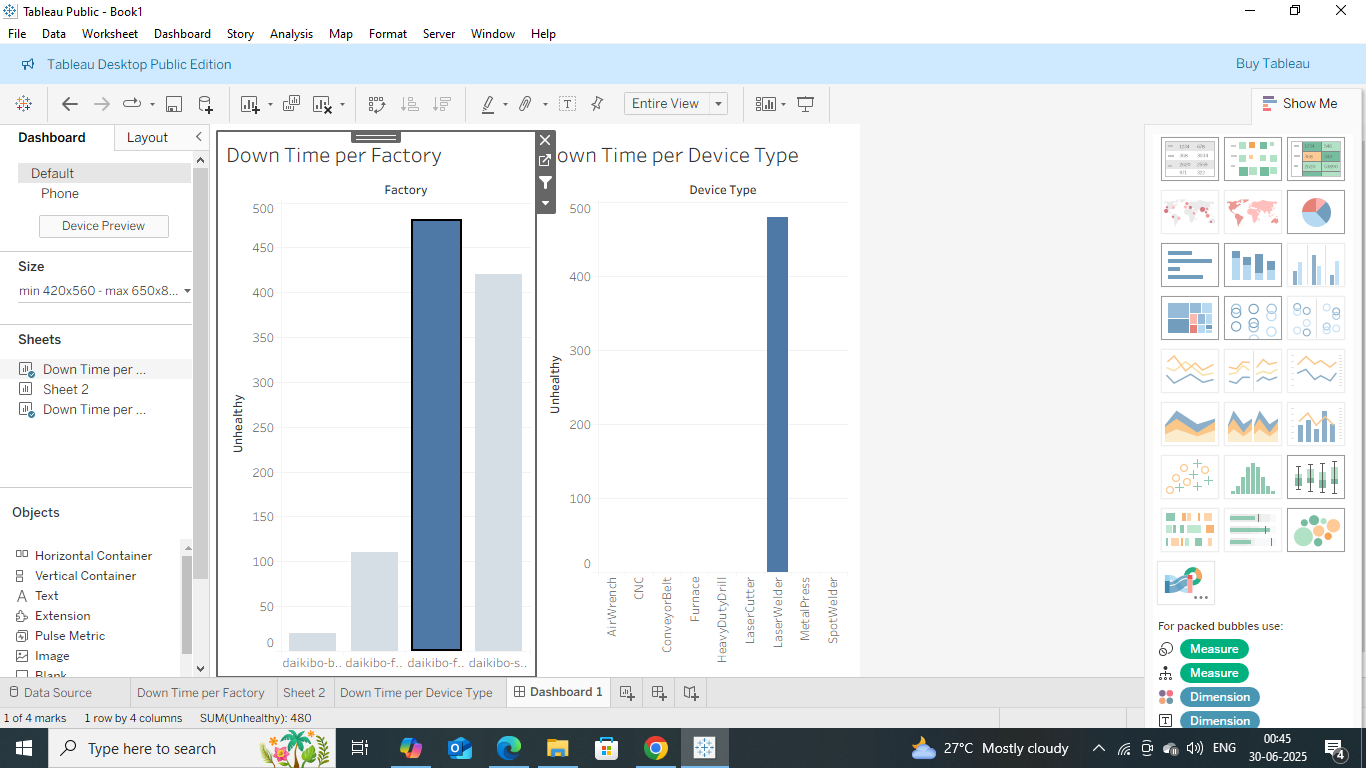 Tableau Public - Book1
File Data Worksheet Dashboard Story Analysis Map Format Server Window Help
Tableau Desktop Public Edition
Buy Tableau
Entire View
Show Me
Dashboard
Layout
Default
Phone
Device Preview
Size
min 420x560 - max 650x8...
Sheets
Down Time per ...
Sheet 2
Down Time per ...
Objects
Horizontal Container
Vertical Container
Text
Extension
Pulse Metric
Image
Blank
Down Time per Factory
Factory
500
450
400
350
300
250
200
150
100
50
0
Unhealthy
daikibo-b.. daikibo-f.. daikibo-f.. daikibo-s..
own Time per Device Type
Device Type
500
400
300
200
100
0
Unhealthy
AirWrench
CNC
ConveyorBelt
Furnace
HeavyDutyDrill
LaserCutter
LaserWelder
MetalPress
SpotWelder
For packed bubbles use:
Measure
Measure
Dimension
Dimension
Data Source Down Time per Factory Sheet 2 Down Time per Device Type Dashboard 1
1 of 4 marks 1 row by 4 columns SUM(Unhealthy): 480
Type here to search
27°C Mostly cloudy
ENG
00:45
30-06-2025
4